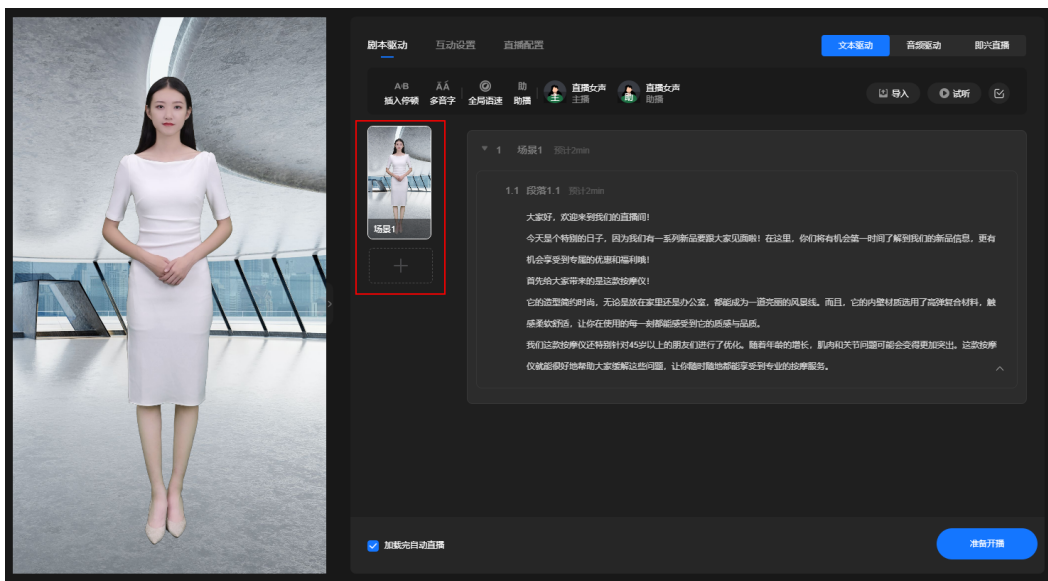 剧本驱动 互动设置 直播配置 文本驱动 音频驱动 即兴直播
A·B ǍÁ 助 直播女声 直播女声
插入停顿 多音字 全局语速 助播 主 主播 助 助播 导入 试听
1 场景1 预计2min
1.1 段落1.1 预计2min
大家好，欢迎来到我们的直播间！
场景1
今天是个特别的日子，因为我们有一系列新品要跟大家见面啦！在这里，你们将有机会第一时间了解到我们的新品信息，更有
机会享受到专属的优惠和福利哦！
首先给大家带来的是这款按摩仪！
它的造型简约时尚，无论是放在家里还是办公室，都能成为一道亮丽的风景线。而且，它的内壁材质选用了高弹复合材料，触
感柔软舒适，让你在使用的每一刻都能感受到它的质感与品质。
我们这款按摩仪还特别针对45岁以上的朋友们进行了优化。随着年龄的增长，肌肉和关节问题可能会变得更加突出。这款按摩
仪就能很好地帮助大家缓解这些问题，让你随时随地都能享受到专业的按摩服务。
加载完自动直播 准备开播